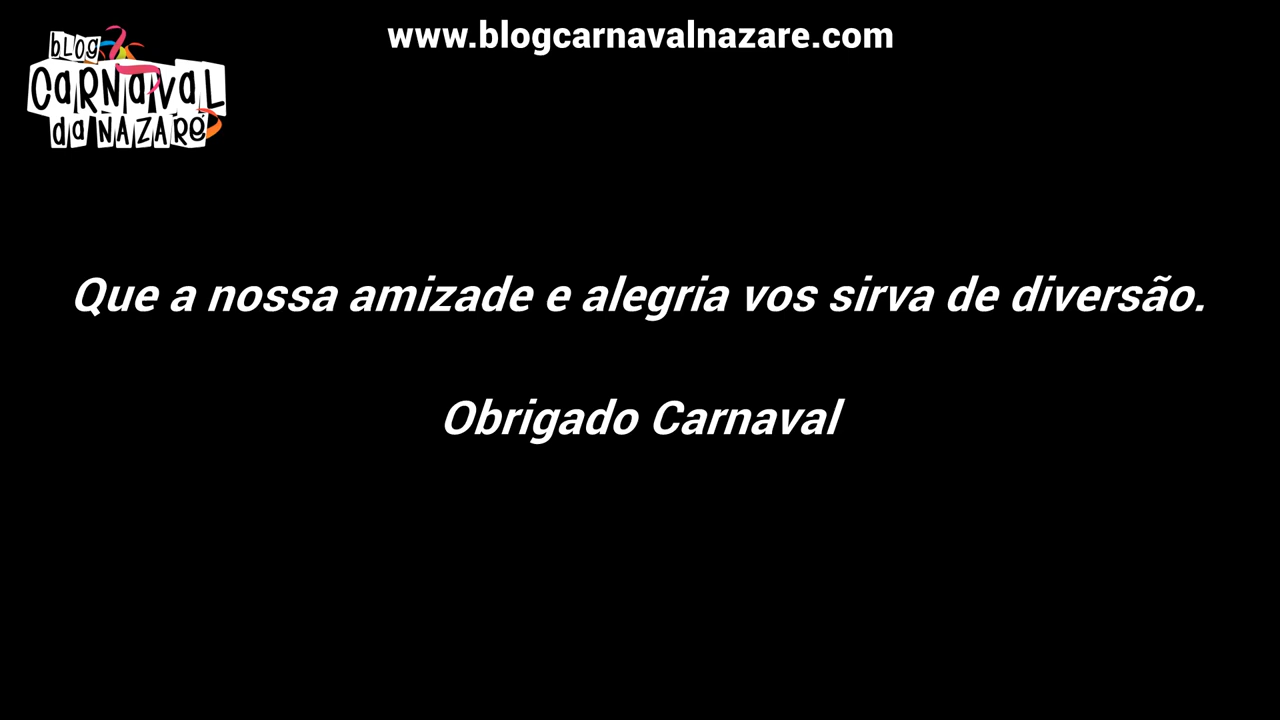 www.blogcarnavalnazare.com
BLOG
CARNAVAL
da NAZARÉ
Que a nossa amizade e alegria vos sirva de diversão.
Obrigado Carnaval